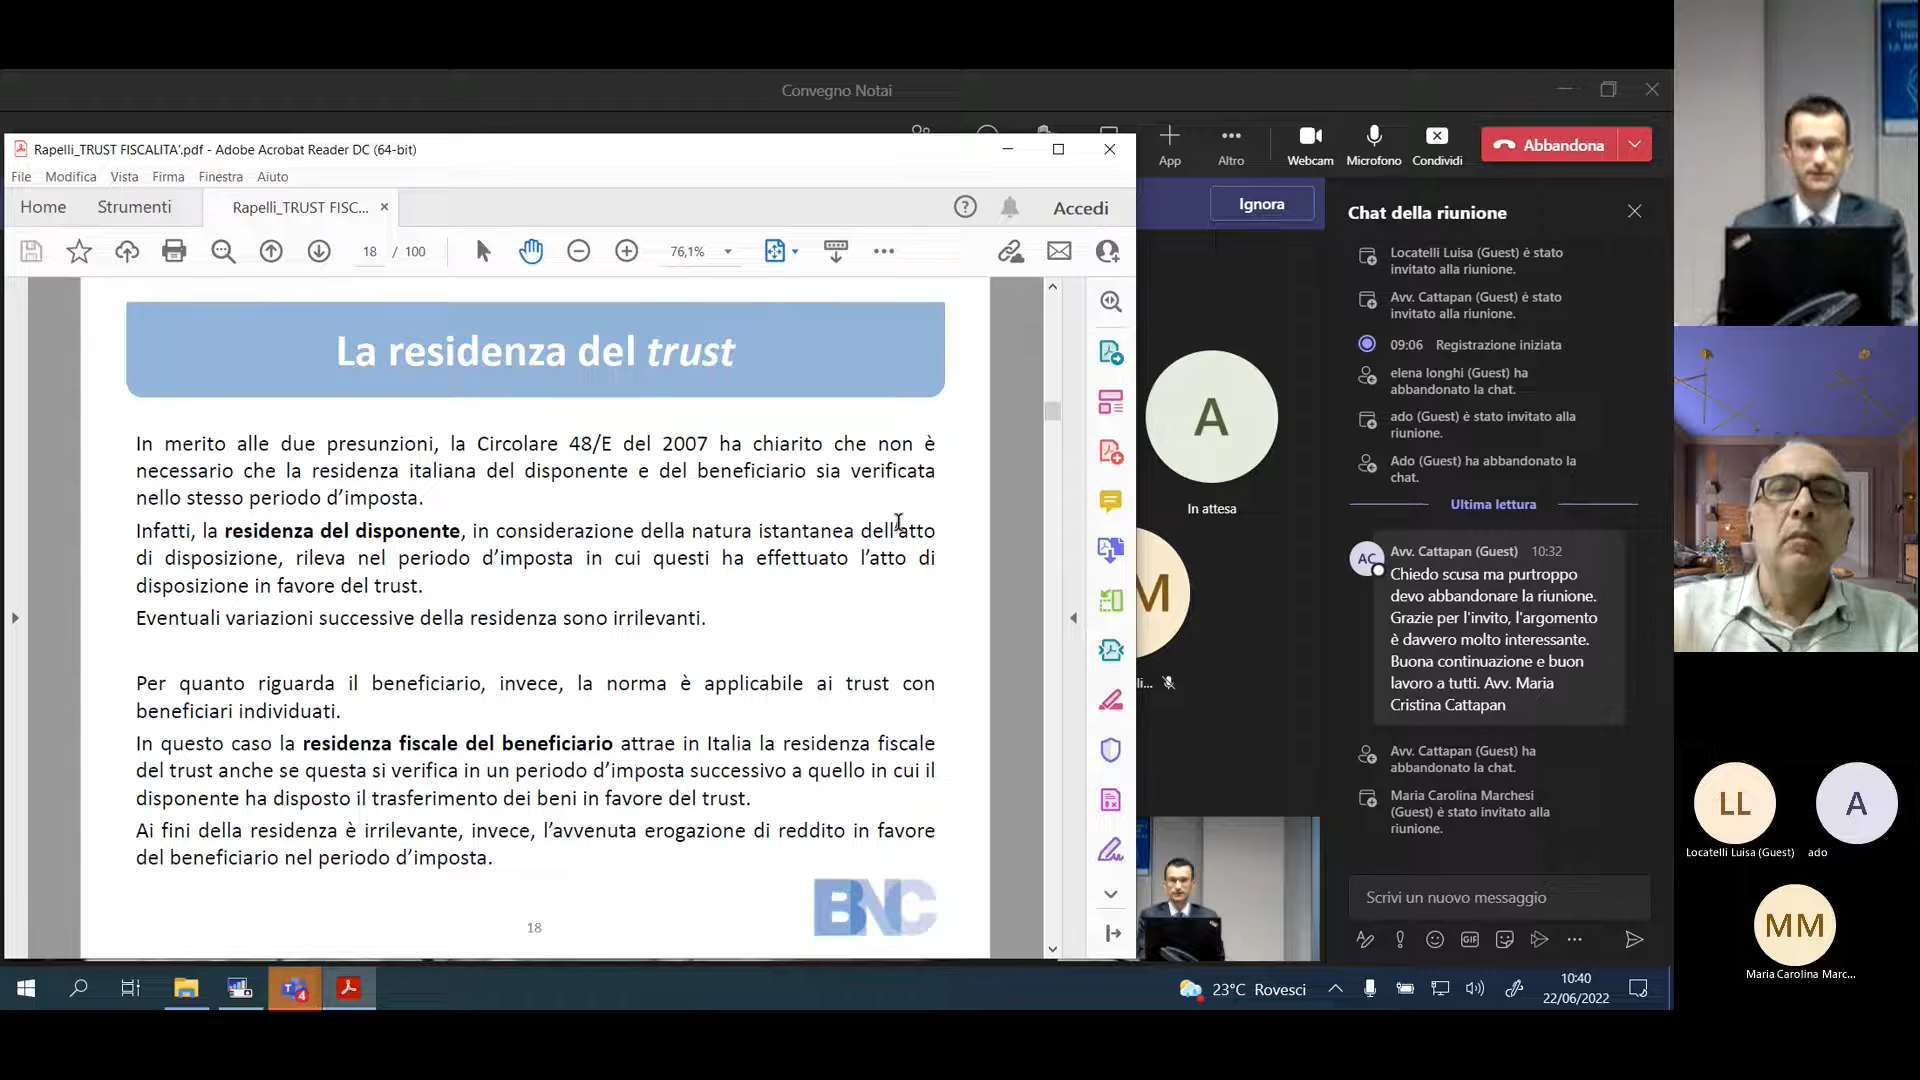 Convegno Notai
Rapelli_TRUST FISCALITA'.pdf - Adobe Acrobat Reader DC (64-bit)
File Modifica Vista Firma Finestra Aiuto
Home Strumenti Rapelli_TRUST FISC... Accedi
18 / 100 76,1%
La residenza del trust
In merito alle due presunzioni, la Circolare 48/E del 2007 ha chiarito che non è
necessario che la residenza italiana del disponente e del beneficiario sia verificata
nello stesso periodo d’imposta.
Infatti, la residenza del disponente, in considerazione della natura istantanea dell’atto
di disposizione, rileva nel periodo d’imposta in cui questi ha effettuato l’atto di
disposizione in favore del trust.
Eventuali variazioni successive della residenza sono irrilevanti.
Per quanto riguarda il beneficiario, invece, la norma è applicabile ai trust con
beneficiari individuati.
In questo caso la residenza fiscale del beneficiario attrae in Italia la residenza fiscale
del trust anche se questa si verifica in un periodo d’imposta successivo a quello in cui il
disponente ha disposto il trasferimento dei beni in favore del trust.
Ai fini della residenza è irrilevante, invece, l’avvenuta erogazione di reddito in favore
del beneficiario nel periodo d’imposta.
18
BNC
App Altro Webcam Microfono Condividi Abbandona
Ignora
A
In attesa
M
li...
Chat della riunione
Locatelli Luisa (Guest) è stato
invitato alla riunione.
Avv. Cattapan (Guest) è stato
invitato alla riunione.
09:06 Registrazione iniziata
elena longhi (Guest) ha
abbandonato la chat.
ado (Guest) è stato invitato alla
riunione.
Ado (Guest) ha abbandonato la
chat.
Ultima lettura
AC
Avv. Cattapan (Guest) 10:32
Chiedo scusa ma purtroppo
devo abbandonare la riunione.
Grazie per l'invito, l'argomento
è davvero molto interessante.
Buona continuazione e buon
lavoro a tutti. Avv. Maria
Cristina Cattapan
Avv. Cattapan (Guest) ha
abbandonato la chat.
Maria Carolina Marchesi
(Guest) è stato invitato alla
riunione.
Scrivi un nuovo messaggio
GIF
LL
Locatelli Luisa (Guest)
A
ado
MM
Maria Carolina Marc...
4
23°C Rovesci
10:40
22/06/2022